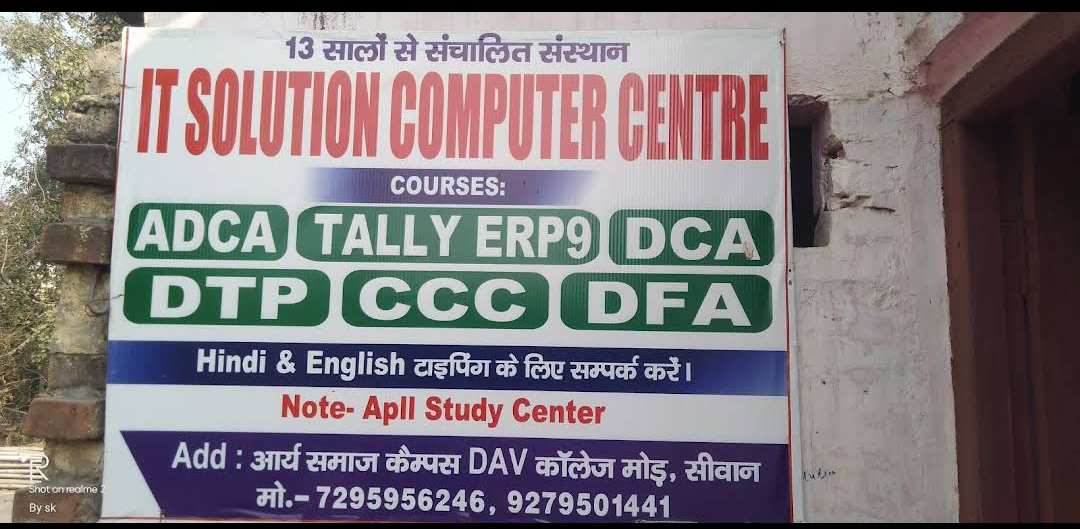 13 सालों से संचालित संस्थान
IT SOLUTION COMPUTER CENTRE
COURSES:
ADCA TALLY ERP9 DCA
DTP CCC DFA
Hindi & English टाइपिंग के लिए सम्पर्क करें।
Note- Apll Study Center
Add : आर्य समाज कैम्पस DAV कॉलेज मोड़, सीवान
मो.- 7295956246, 9279501441
R
Shot on realme 2
By sk